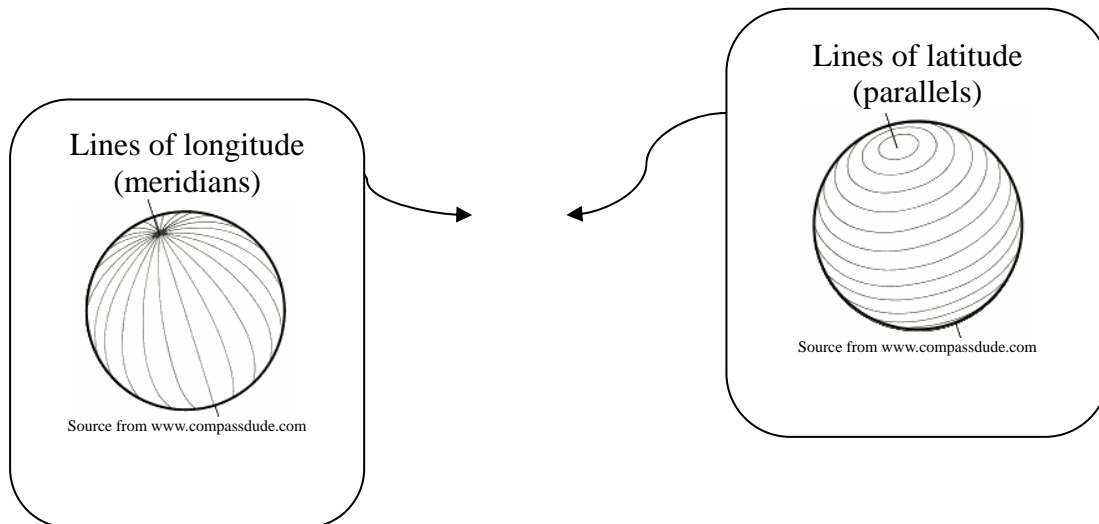 Lines of longitude
(meridians)
Source from www.compassdude.com
Lines of latitude
(parallels)
Source from www.compassdude.com